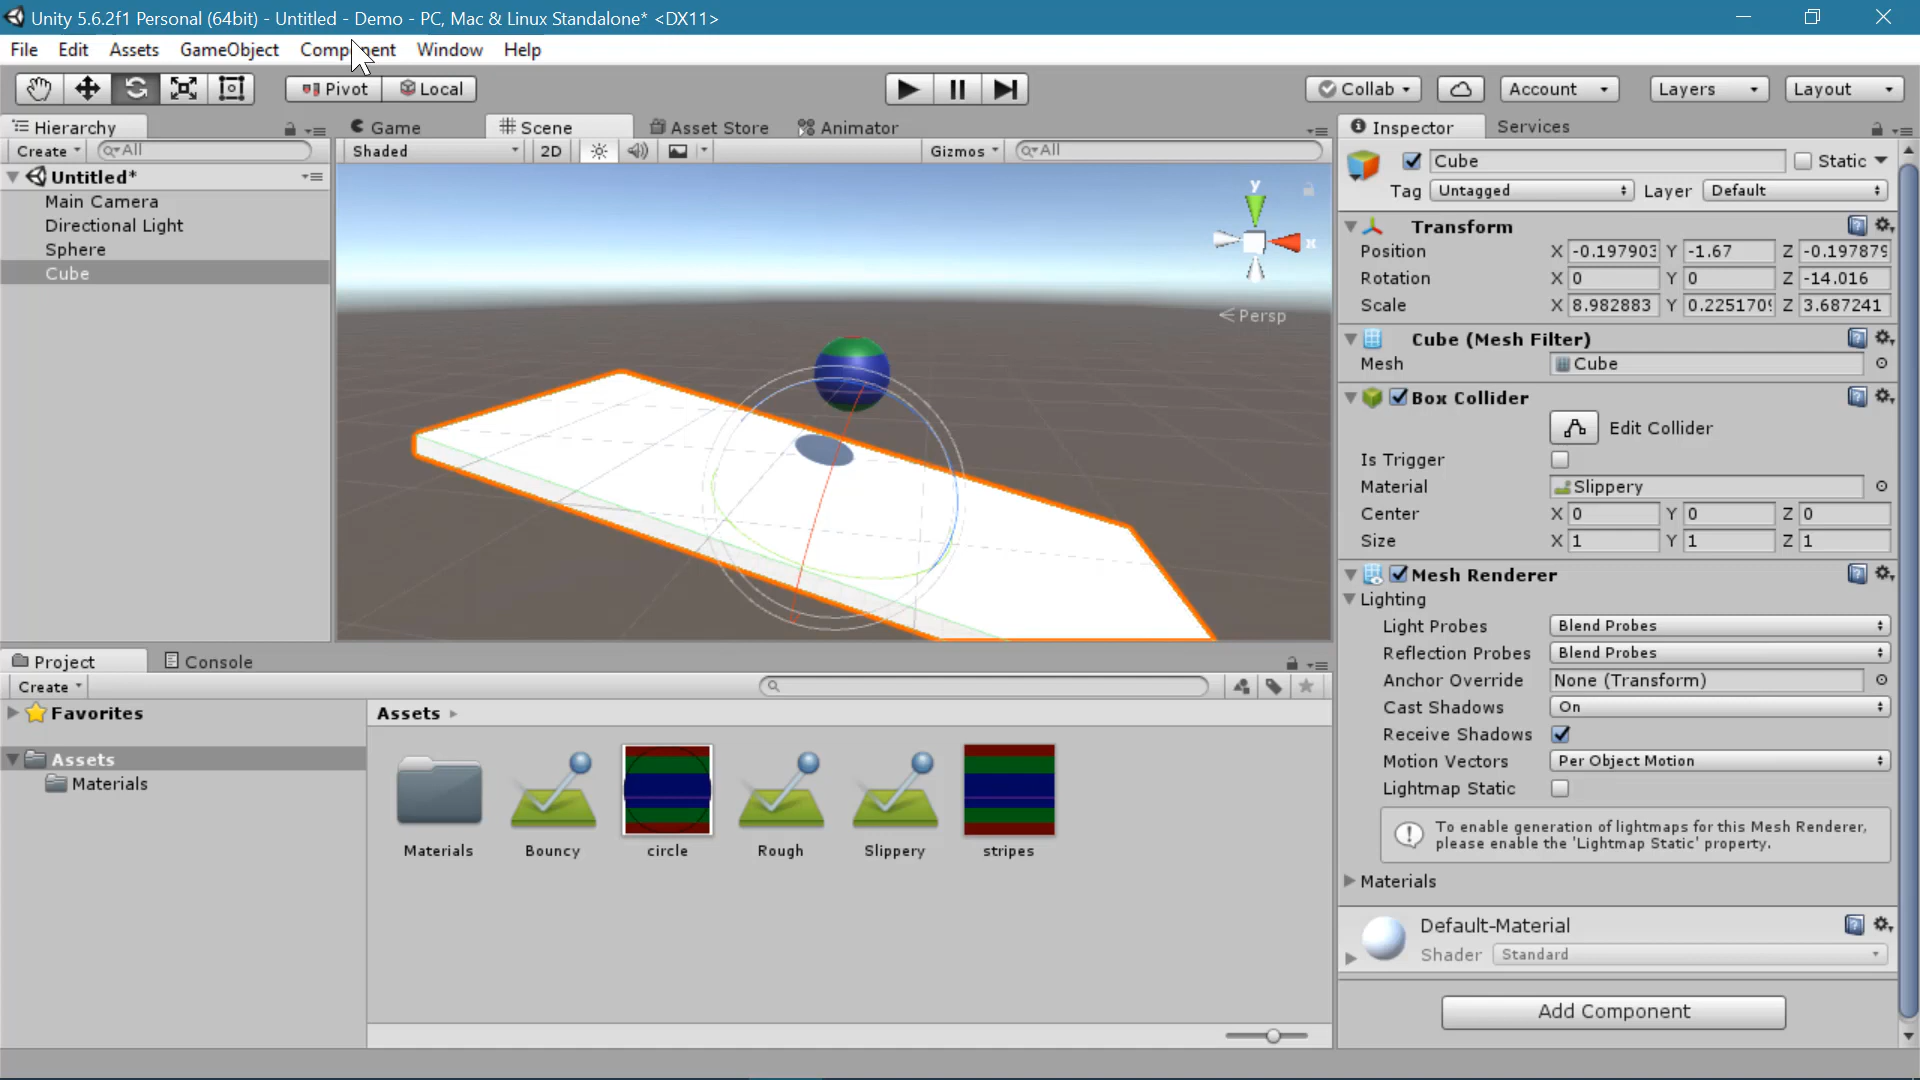 Unity 5.6.2f1 Personal (64bit) - Untitled - Demo - PC, Mac & Linux Standalone* <DX11>
File Edit Assets GameObject Component Window Help
Pivot Local Collab Account Layers Layout
Hierarchy
Create All
Untitled*
Main Camera
Directional Light
Sphere
Cube
Game Scene Asset Store Animator
Shaded 2D Gizmos All
y
x
Persp
Inspector Services
Cube Static
Tag Untagged Layer Default
Transform
Position X -0.197903 Y -1.67 Z -0.197879
Rotation X 0 Y 0 Z -14.016
Scale X 8.982883 Y 0.225170 Z 3.687241
Cube (Mesh Filter)
Mesh Cube
Box Collider
Edit Collider
Is Trigger
Material Slippery
Center X 0 Y 0 Z 0
Size X 1 Y 1 Z 1
Mesh Renderer
Lighting
Light Probes Blend Probes
Reflection Probes Blend Probes
Anchor Override None (Transform)
Cast Shadows On
Receive Shadows
Motion Vectors Per Object Motion
Lightmap Static
To enable generation of lightmaps for this Mesh Renderer,
please enable the 'Lightmap Static' property.
Materials
Default-Material
Shader Standard
Add Component
Project Console
Create
Favorites
Assets
Materials
Assets
Materials Bouncy circle Rough Slippery stripes